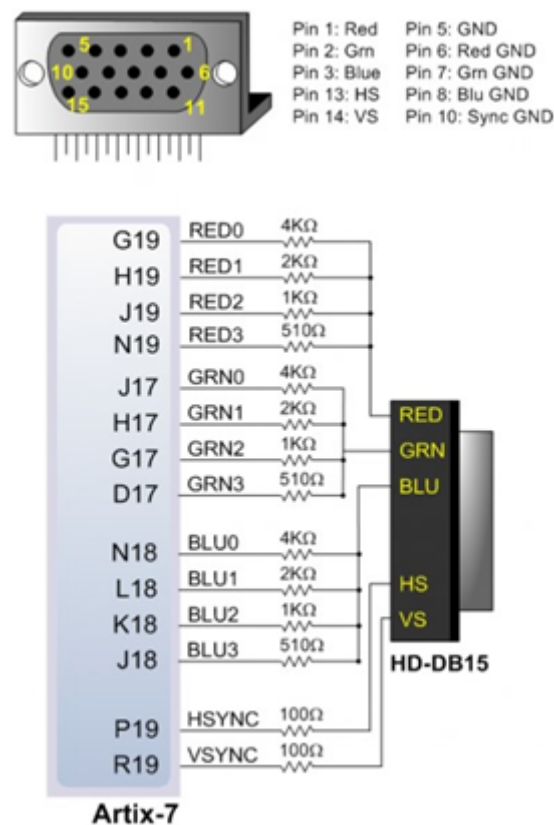 5 1
10 6
15 11
Pin 1: Red Pin 5: GND
Pin 2: Grn Pin 6: Red GND
Pin 3: Blue Pin 7: Grn GND
Pin 13: HS Pin 8: Blu GND
Pin 14: VS Pin 10: Sync GND
G19 RED0 4KΩ
H19 RED1 2KΩ
J19 RED2 1KΩ
N19 RED3 510Ω
J17 GRN0 4KΩ
H17 GRN1 2KΩ
G17 GRN2 1KΩ
D17 GRN3 510Ω
N18 BLU0 4KΩ
L18 BLU1 2KΩ
K18 BLU2 1KΩ
J18 BLU3 510Ω
P19 HSYNC 100Ω
R19 VSYNC 100Ω
Artix-7
RED
GRN
BLU
HS
VS
HD-DB15